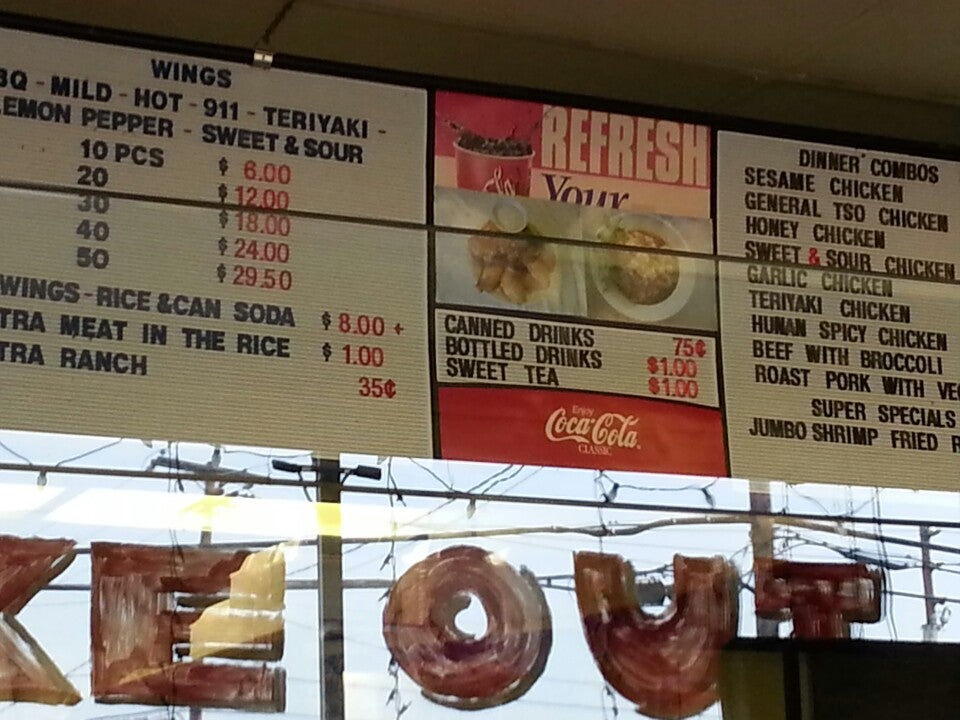 WINGS
BQ - MILD - HOT - 911 - TERIYAKI -
LEMON PEPPER - SWEET & SOUR
10 PCS $ 6.00
20 $ 12.00
30 $ 18.00
40 $ 24.00
50 $ 29.50
WINGS - RICE & CAN SODA $ 8.00 +
TRA MEAT IN THE RICE $ 1.00
TRA RANCH 35¢
REFRESH
Your
CANNED DRINKS 75¢
BOTTLED DRINKS $1.00
SWEET TEA $1.00
Enjoy
Coca-Cola
CLASSIC
DINNER COMBOS
SESAME CHICKEN
GENERAL TSO CHICKEN
HONEY CHICKEN
SWEET & SOUR CHICKEN
GARLIC CHICKEN
TERIYAKI CHICKEN
HUNAN SPICY CHICKEN
BEEF WITH BROCCOLI
ROAST PORK WITH VEG
SUPER SPECIALS
JUMBO SHRIMP FRIED R
KE OUT